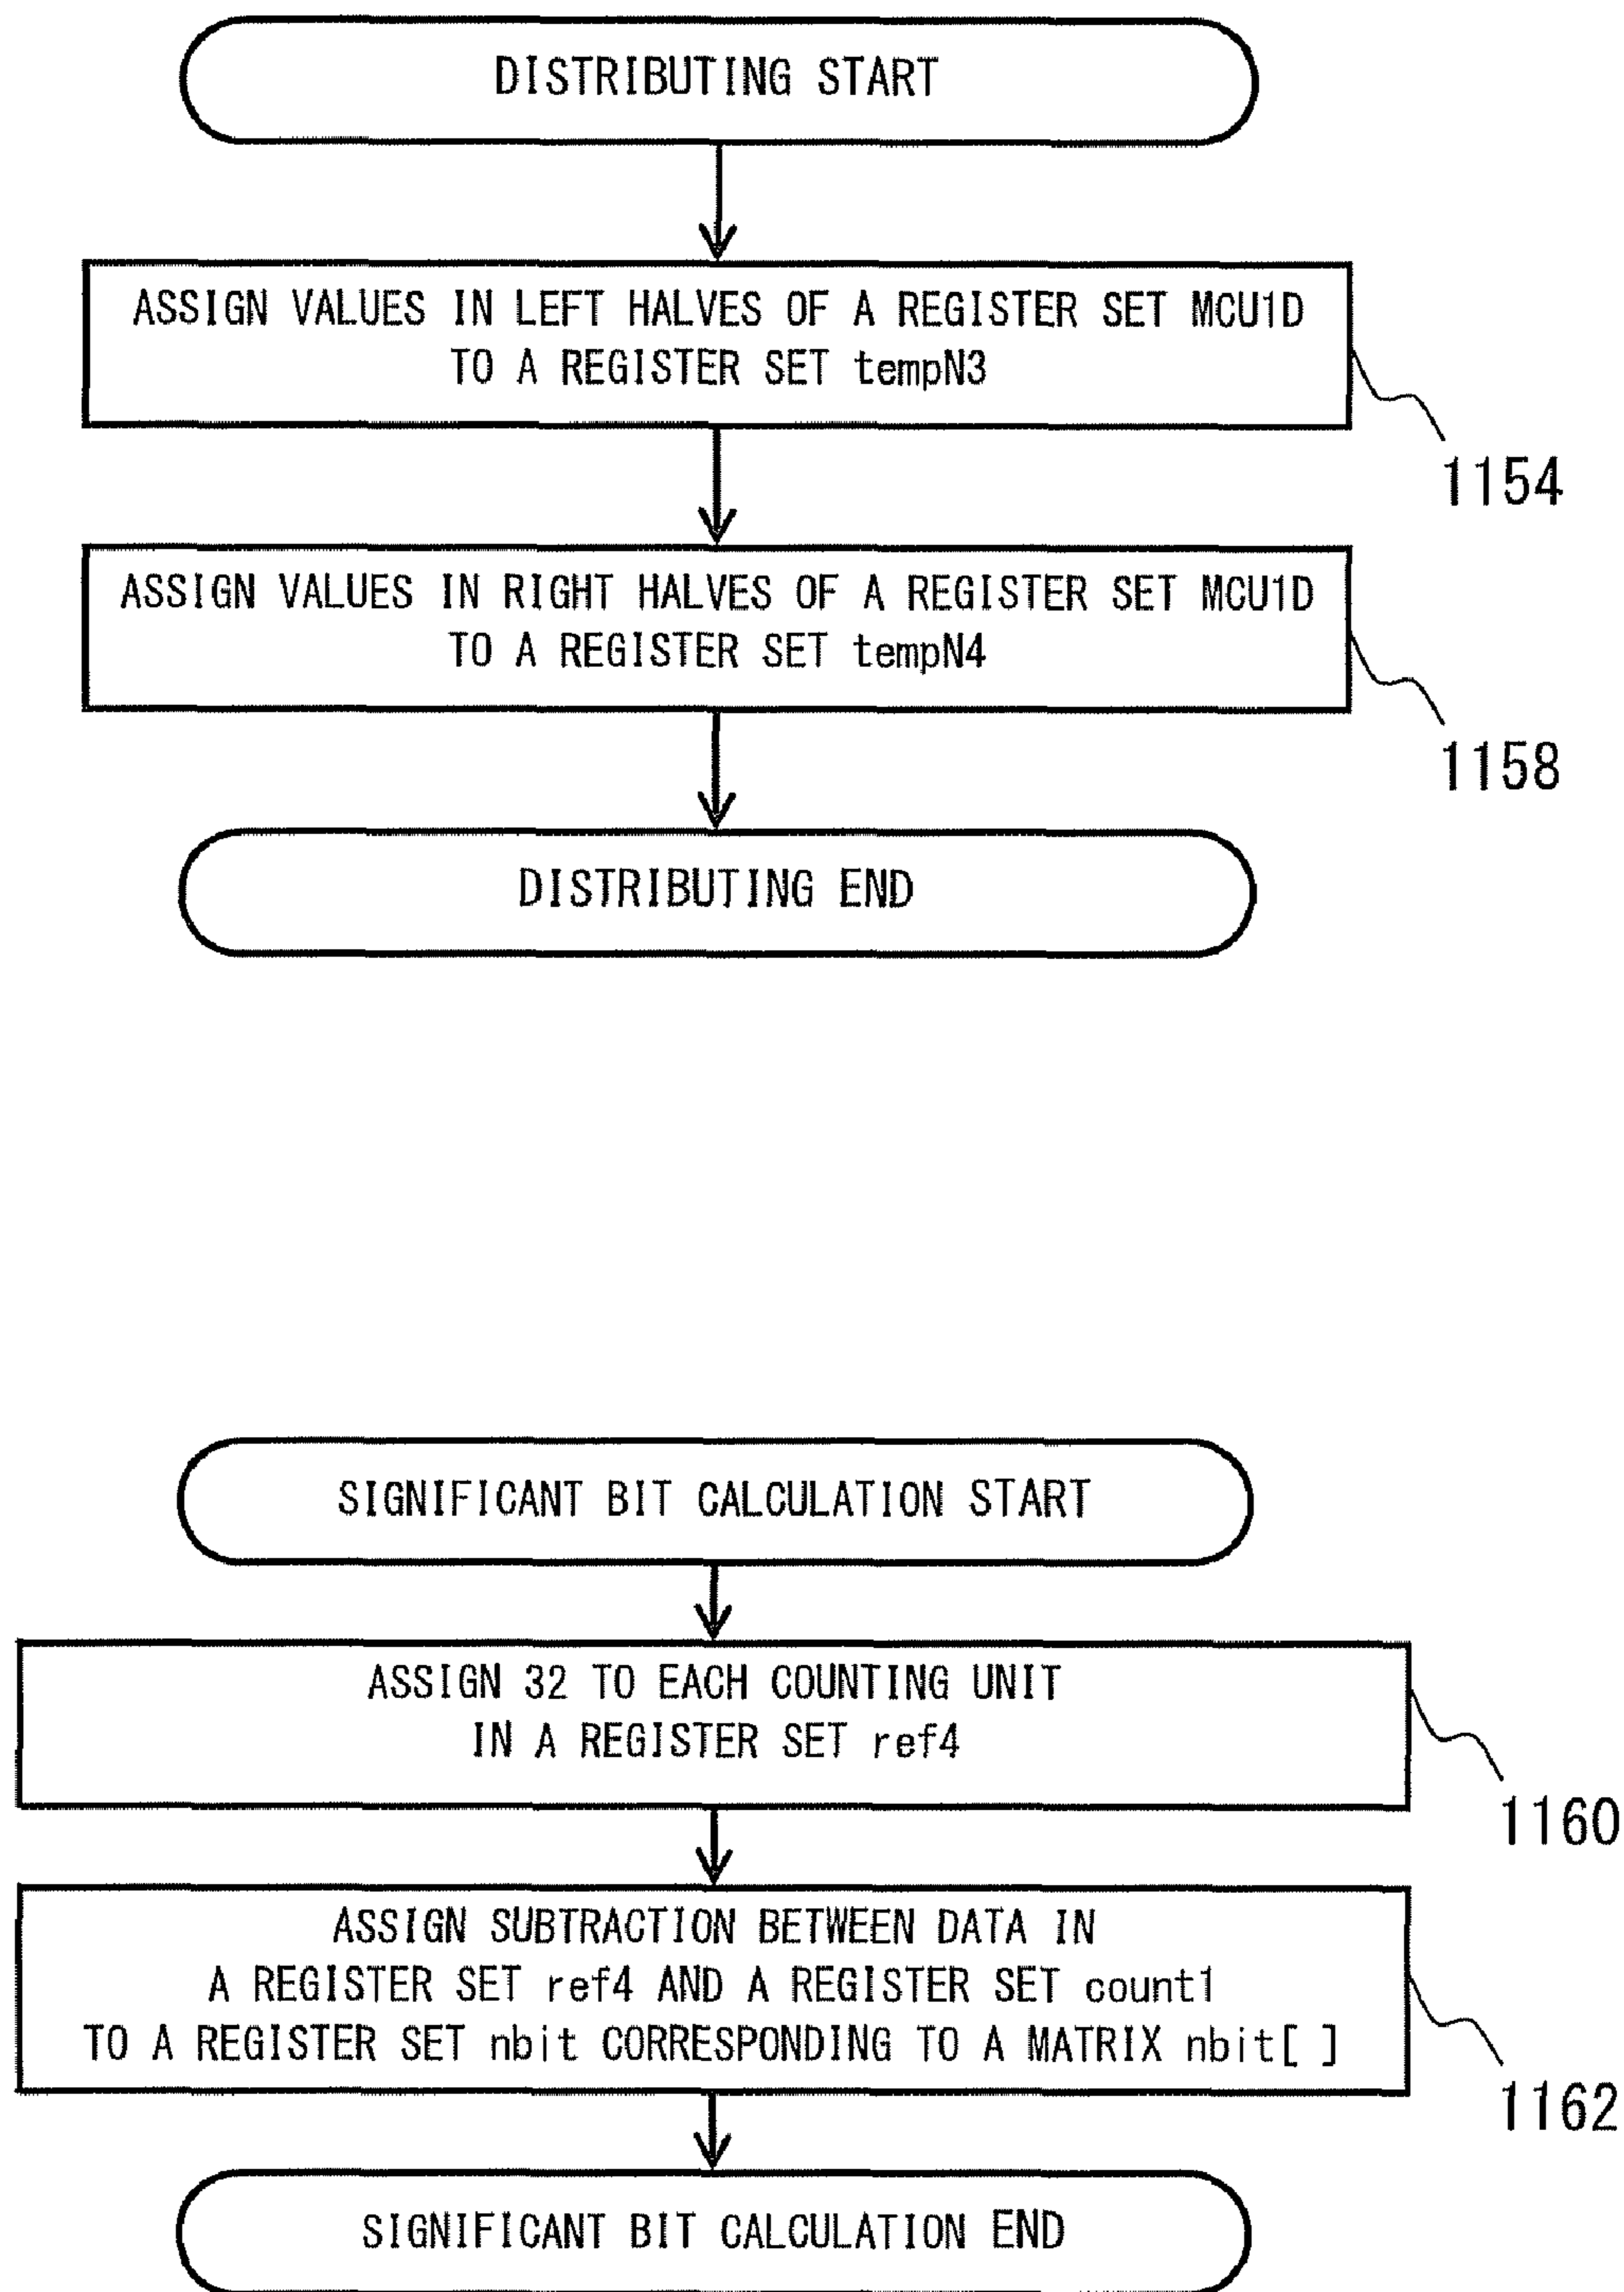 DISTRIBUTING START
ASSIGN VALUES IN LEFT HALVES OF A REGISTER SET MCU1D
TO A REGISTER SET tempN3
1154
ASSIGN VALUES IN RIGHT HALVES OF A REGISTER SET MCU1D
TO A REGISTER SET tempN4
1158
DISTRIBUTING END
SIGNIFICANT BIT CALCULATION START
ASSIGN 32 TO EACH COUNTING UNIT
IN A REGISTER SET ref4
1160
ASSIGN SUBTRACTION BETWEEN DATA IN
A REGISTER SET ref4 AND A REGISTER SET count1
TO A REGISTER SET nbit CORRESPONDING TO A MATRIX nbit[ ]
1162
SIGNIFICANT BIT CALCULATION END